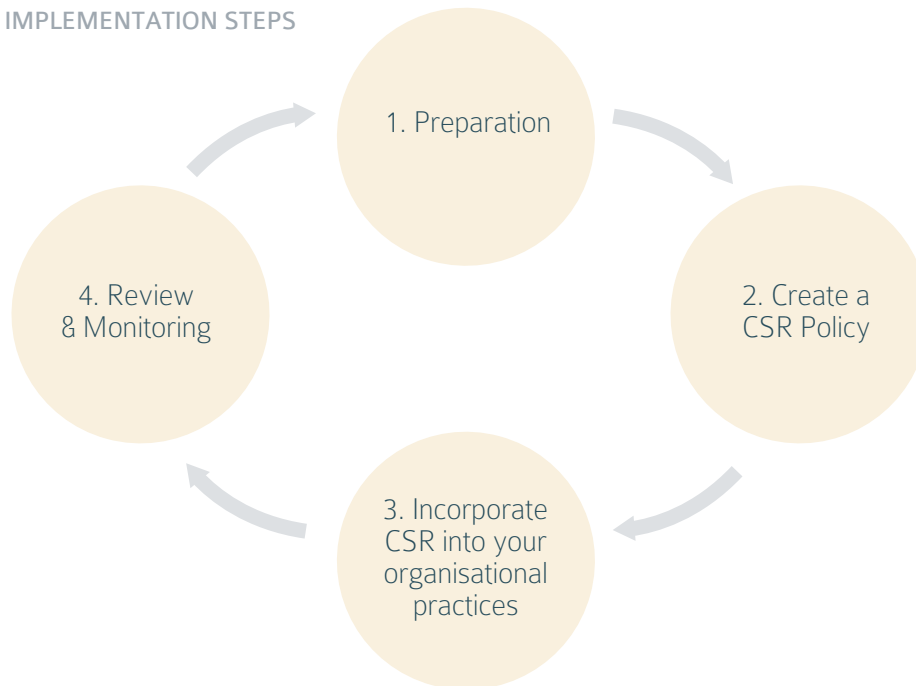 IMPLEMENTATION STEPS
1. Preparation
2. Create a
CSR Policy
3. Incorporate
CSR into your
organisational
practices
4. Review
& Monitoring